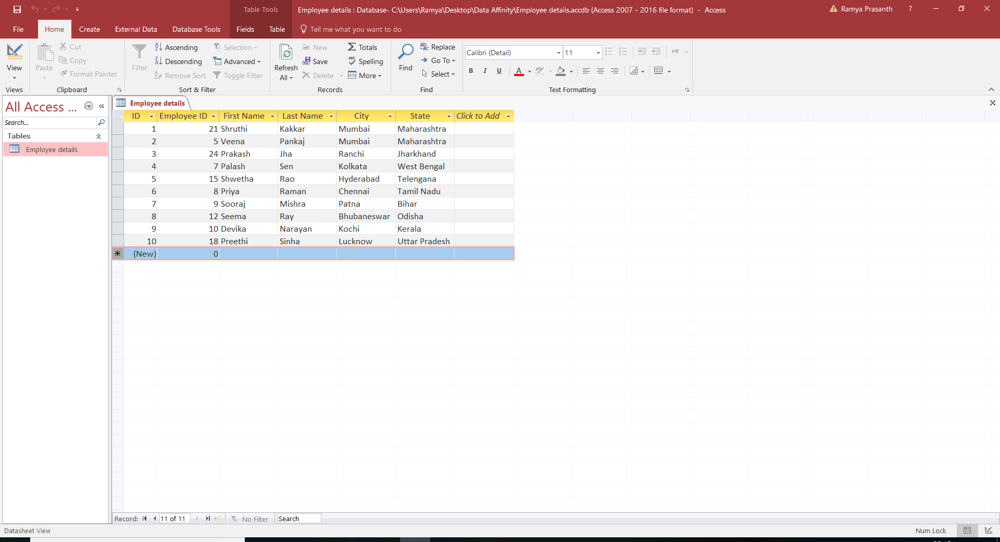 Table Tools
Employee details : Database- C:\Users\Ramya\Desktop\Data Affinity\Employee details.accdb (Access 2007 - 2016 file format) - Access
Ramya Prasanth
?
File Home Create External Data Database Tools Fields Table Tell me what you want to do
View
Views
Paste
Cut
Copy
Format Painter
Clipboard
Filter
Ascending
Descending
Remove Sort
Selection
Advanced
Toggle Filter
Sort & Filter
Refresh
All
New
Save
Delete
Totals
Spelling
More
Records
Find
Replace
Go To
Select
Find
Calibri (Detail) 11
B I U A
Text Formatting
All Access ...
Search...
Tables
Employee details
Employee details
ID Employee ID First Name Last Name City State Click to Add
1 21 Shruthi Kakkar Mumbai Maharashtra
2 5 Veena Pankaj Mumbai Maharashtra
3 24 Prakash Jha Ranchi Jharkhand
4 7 Palash Sen Kolkata West Bengal
5 15 Shwetha Rao Hyderabad Telengana
6 8 Priya Raman Chennai Tamil Nadu
7 9 Sooraj Mishra Patna Bihar
8 12 Seema Ray Bhubaneswar Odisha
9 10 Devika Narayan Kochi Kerala
10 18 Preethi Sinha Lucknow Uttar Pradesh
(New) 0
Record: 11 of 11 No Filter Search
Datasheet View
Num Lock